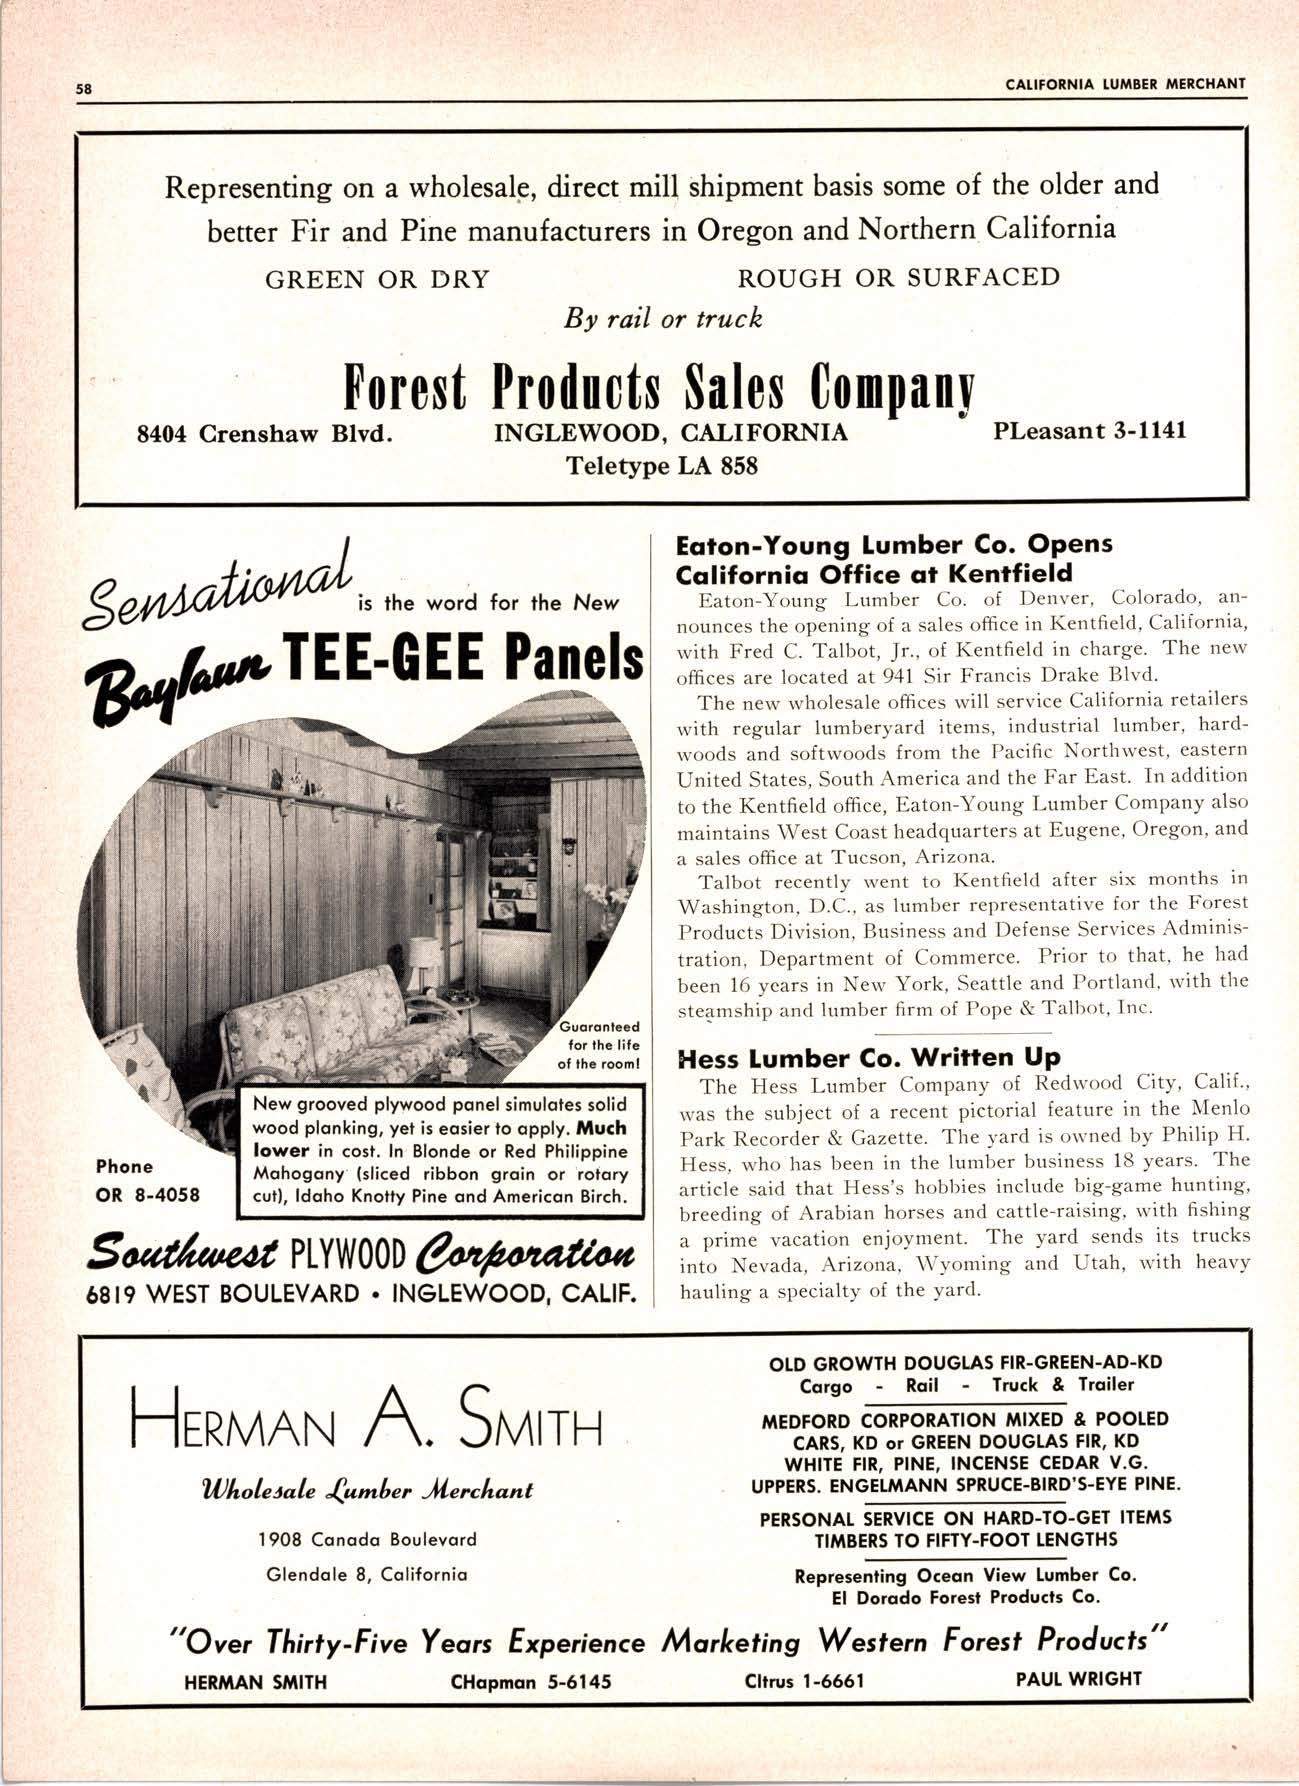 58
CALIFORNIA LUMBER MERCHANT
Representing on a wholesale, direct mill shipment basis some of the older and
better Fir and Pine manufacturers in Oregon and Northern California
GREEN OR DRY ROUGH OR SURFACED
By rail or truck
Forest Products Sales Company
8404 Crenshaw Blvd. INGLEWOOD, CALIFORNIA PLeasant 3-1141
Teletype LA 858
Sensational
is the word for the New
Baylaun TEE-GEE Panels
Guaranteed
for the life
of the room!
New grooved plywood panel simulates solid
wood planking, yet is easier to apply. Much
lower in cost. In Blonde or Red Philippine
Mahogany (sliced ribbon grain or rotary
cut), Idaho Knotty Pine and American Birch.
Phone
OR 8-4058
Southwest PLYWOOD Corporation
6819 WEST BOULEVARD • INGLEWOOD, CALIF.
Eaton-Young Lumber Co. Opens
California Office at Kentfield
Eaton-Young Lumber Co. of Denver, Colorado, an-
nounces the opening of a sales office in Kentfield, California,
with Fred C. Talbot, Jr., of Kentfield in charge. The new
offices are located at 941 Sir Francis Drake Blvd.
The new wholesale offices will service California retailers
with regular lumberyard items, industrial lumber, hard-
woods and softwoods from the Pacific Northwest, eastern
United States, South America and the Far East. In addition
to the Kentfield office, Eaton-Young Lumber Company also
maintains West Coast headquarters at Eugene, Oregon, and
a sales office at Tucson, Arizona.
Talbot recently went to Kentfield after six months in
Washington, D.C., as lumber representative for the Forest
Products Division, Business and Defense Services Adminis-
tration, Department of Commerce. Prior to that, he had
been 16 years in New York, Seattle and Portland, with the
steamship and lumber firm of Pope & Talbot, Inc.
Hess Lumber Co. Written Up
The Hess Lumber Company of Redwood City, Calif.,
was the subject of a recent pictorial feature in the Menlo
Park Recorder & Gazette. The yard is owned by Philip H.
Hess, who has been in the lumber business 18 years. The
article said that Hess's hobbies include big-game hunting,
breeding of Arabian horses and cattle-raising, with fishing
a prime vacation enjoyment. The yard sends its trucks
into Nevada, Arizona, Wyoming and Utah, with heavy
hauling a specialty of the yard.
HERMAN A. SMITH
Wholesale Lumber Merchant
1908 Canada Boulevard
Glendale 8, California
OLD GROWTH DOUGLAS FIR-GREEN-AD-KD
Cargo - Rail - Truck & Trailer
MEDFORD CORPORATION MIXED & POOLED
CARS, KD or GREEN DOUGLAS FIR, KD
WHITE FIR, PINE, INCENSE CEDAR V.G.
UPPERS. ENGELMANN SPRUCE-BIRD'S-EYE PINE.
PERSONAL SERVICE ON HARD-TO-GET ITEMS
TIMBERS TO FIFTY-FOOT LENGTHS
Representing Ocean View Lumber Co.
El Dorado Forest Products Co.
"Over Thirty-Five Years Experience Marketing Western Forest Products"
HERMAN SMITH CHapman 5-6145 CItrus 1-6661 PAUL WRIGHT